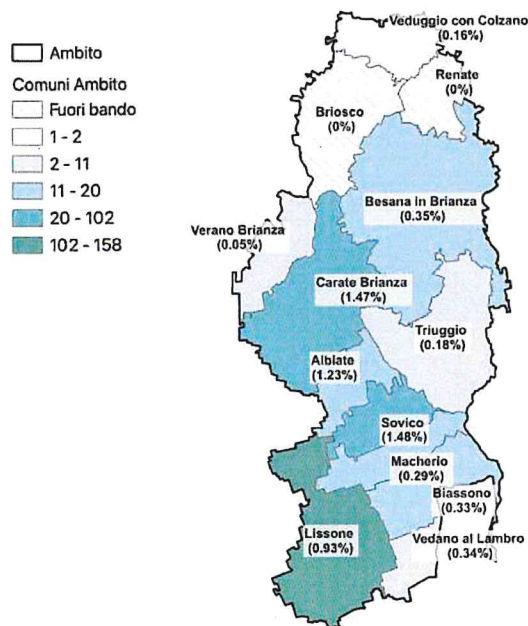 Ambito
Comuni Ambito
Fuori bando
1 - 2
2 - 11
11 - 20
20 - 102
102 - 158
Veduggio con Colzano
(0.16%)
Renate
(0%)
Briosco
(0%)
Besana in Brianza
(0.35%)
Verano Brianza
(0.05%)
Carate Brianza
(1.47%)
Triuggio
(0.18%)
Albiate
(1.23%)
Sovico
(1.48%)
Macherio
(0.29%)
Biassono
(0.33%)
Lissone
(0.93%)
Vedano al Lambro
(0.34%)